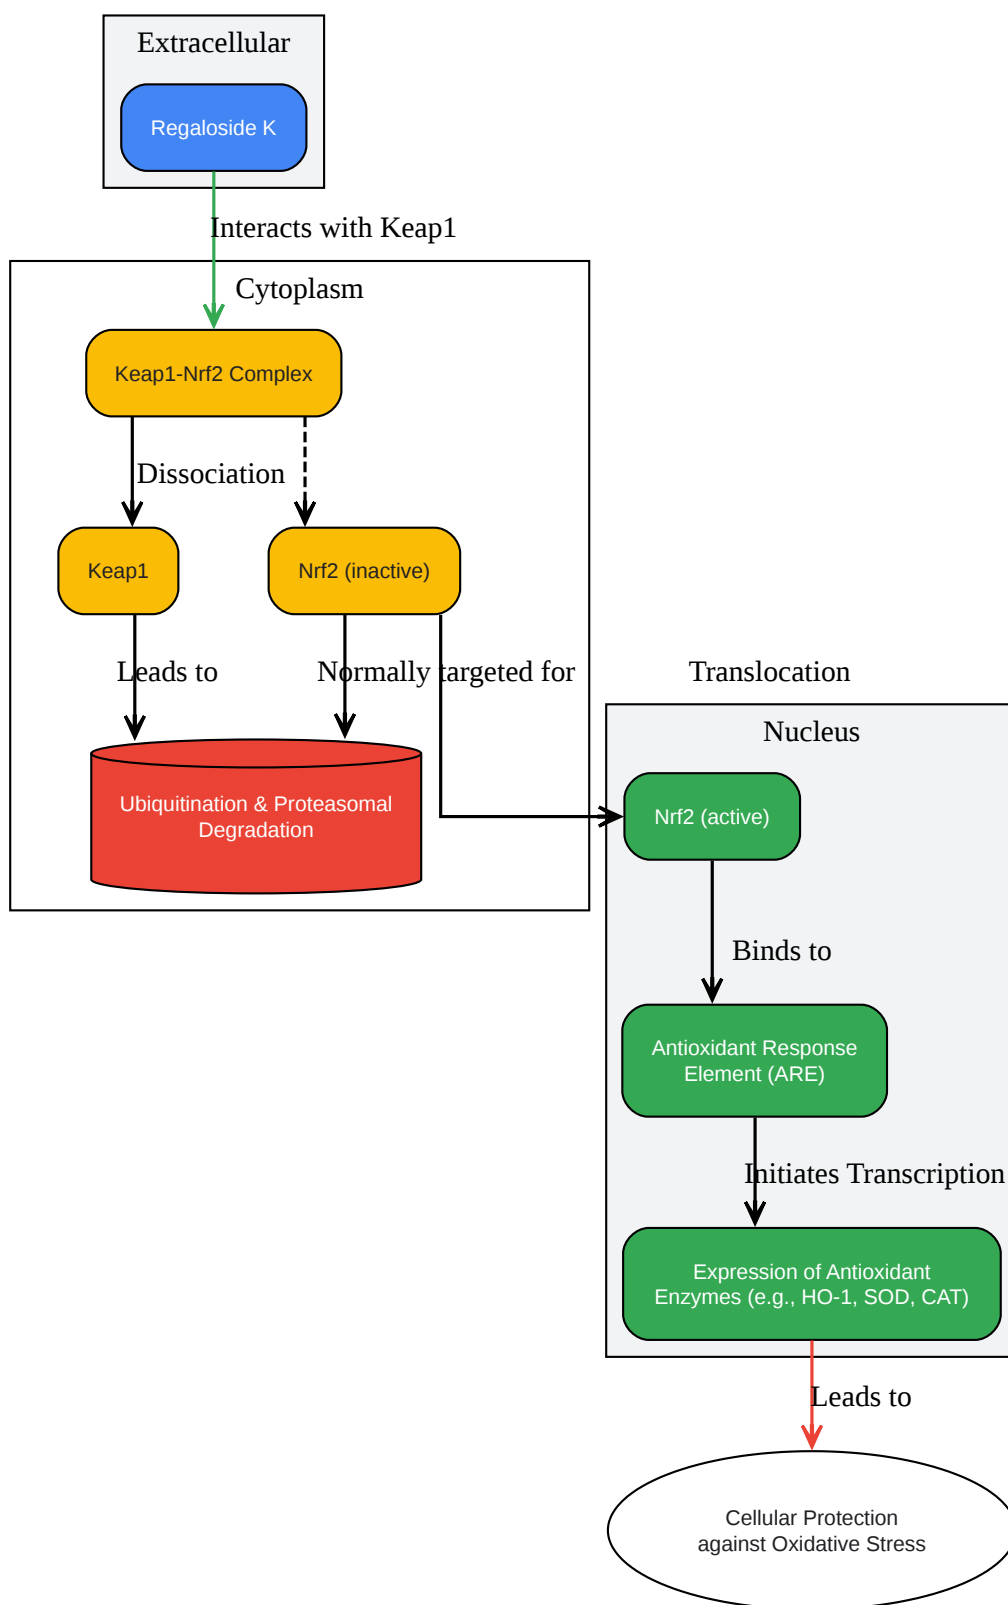 Extracellular
Regaloside K
Interacts with Keap1
Cytoplasm
Keap1-Nrf2 Complex
Dissociation
Keap1
Nrf2 (inactive)
Leads to
Normally targeted for
Translocation
Nucleus
Ubiquitination & Proteasomal
Degradation
Nrf2 (active)
Binds to
Antioxidant Response
Element (ARE)
Initiates Transcription
Expression of Antioxidant
Enzymes (e.g., HO-1, SOD, CAT)
Leads to
Cellular Protection
against Oxidative Stress